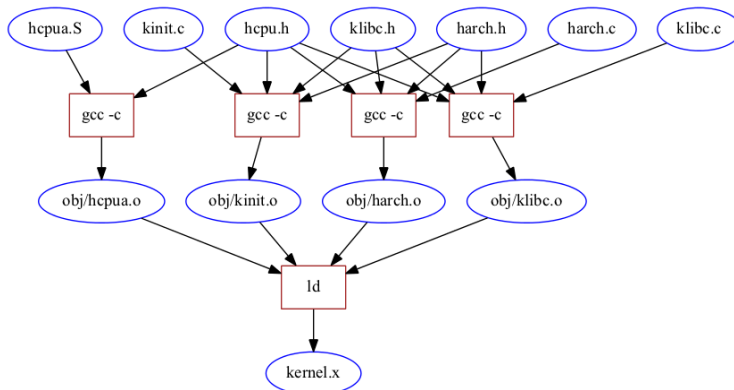 hcpua.S
kinit.c
hcpu.h
klibc.h
harch.h
harch.c
klibc.c
gcc -c
gcc -c
gcc -c
gcc -c
obj/hcpua.o
obj/kinit.o
obj/harch.o
obj/klibc.o
ld
kernel.x